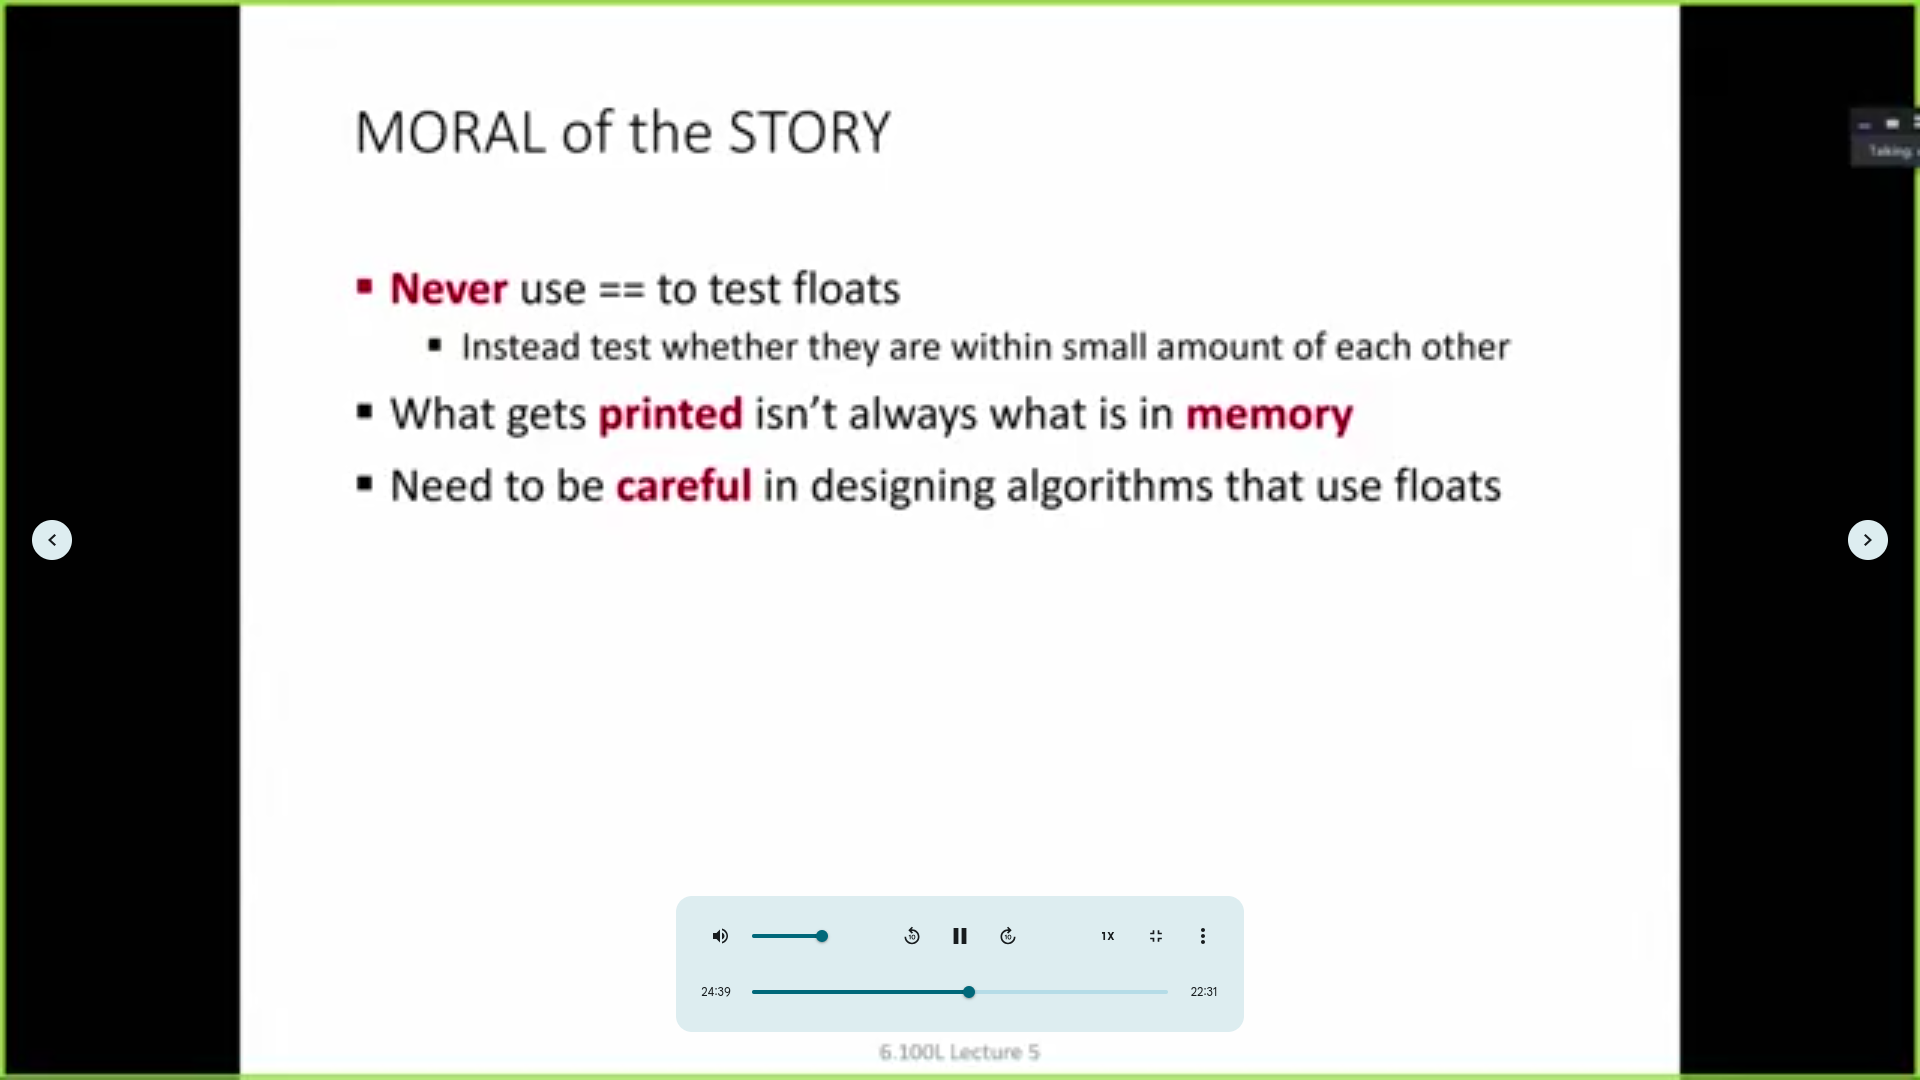 MORAL of the STORY
Never use == to test floats
Instead test whether they are within small amount of each other
What gets printed isn’t always what is in memory
Need to be careful in designing algorithms that use floats
Taking:
10
10
1X
24:39
22:31
6.100L Lecture 5